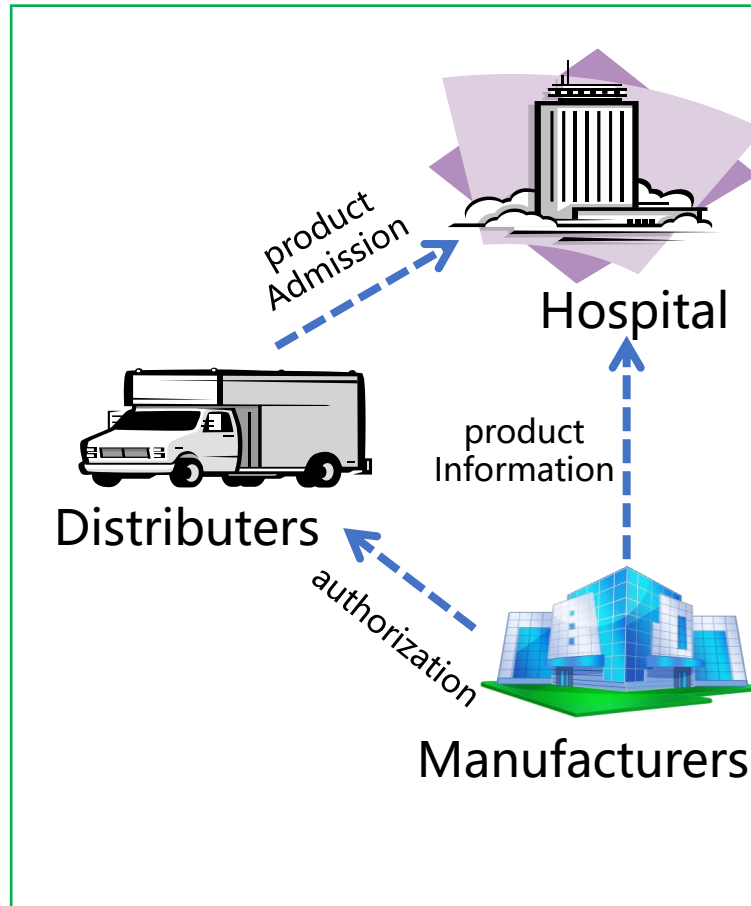 product
Admission
Hospital
product
Information
Distributers
authorization
Manufacturers